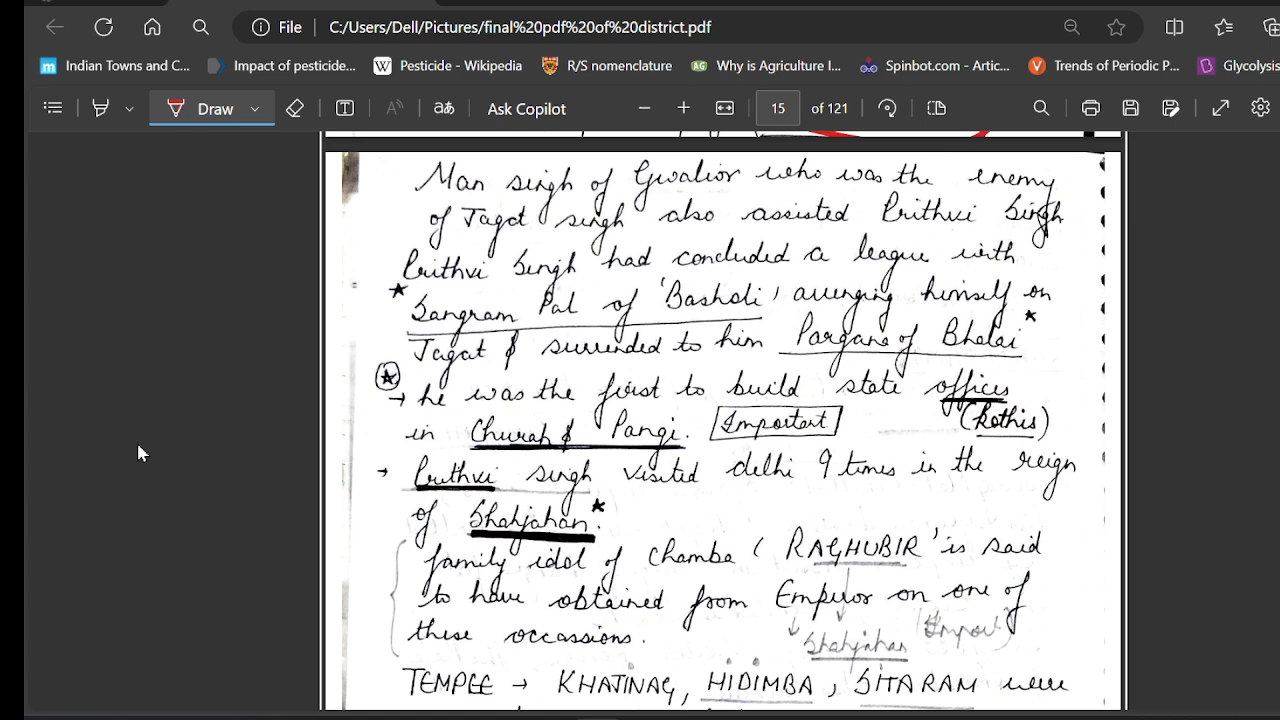 File C:/Users/Dell/Pictures/final%20pdf%20of%20district.pdf
m Indian Towns and C... Impact of pesticide... W Pesticide - Wikipedia R/S nomenclature AG Why is Agriculture I... Spinbot.com - Artic... V Trends of Periodic P... Glycolysis
Draw Ask Copilot 15 of 121
Man singh of Gwalior who was the enemy
of Jagat singh also assisted Prithvi Singh
Prithvi Singh had concluded a league with
Sangram Pal of 'Basholi' avenging himself on
Jagat & surrended to him Pargana of Bhalai
→ he was the first to build state offices
in Churah & Pangi. Important (kothis)
→ Prithvi singh visited delhi 9 times in the reign
of Shahjahan.
family idol of chamba ( RAGHUBIR' is said
to have obtained from Emperor on one of
these occassions. Shahjahan
TEMPLE → KHAJINAG, HIDIMBA, SITARAM were